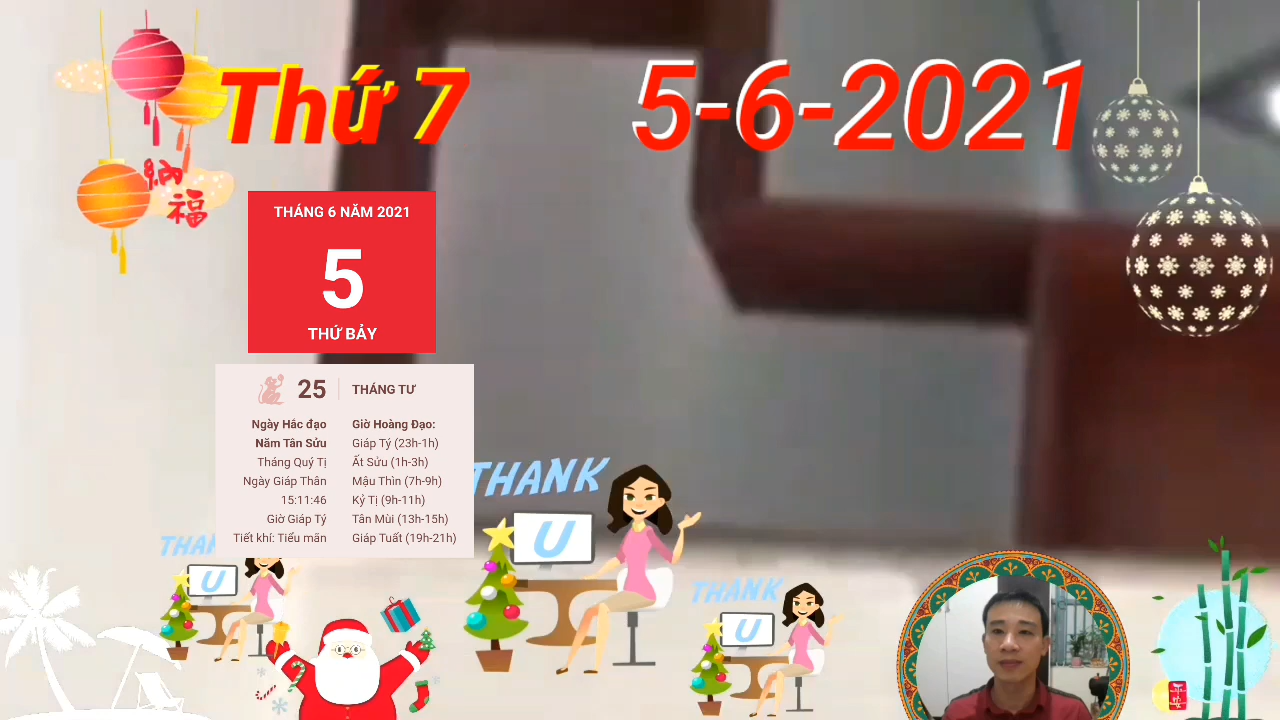 Thứ 7 5-6-2021
納
福
THÁNG 6 NĂM 2021
5
THỨ BẢY
25 THÁNG TƯ
Ngày Hắc đạo Giờ Hoàng Đạo:
Năm Tân Sửu Giáp Tý (23h-1h)
Tháng Quý Tị Ất Sửu (1h-3h)
Ngày Giáp Thân Mậu Thìn (7h-9h)
15:11:46 Kỷ Tị (9h-11h)
Giờ Giáp Tý Tân Mùi (13h-15h)
Tiết khí: Tiểu mãn Giáp Tuất (19h-21h)
THANK
U
THAN
U
THANK
U